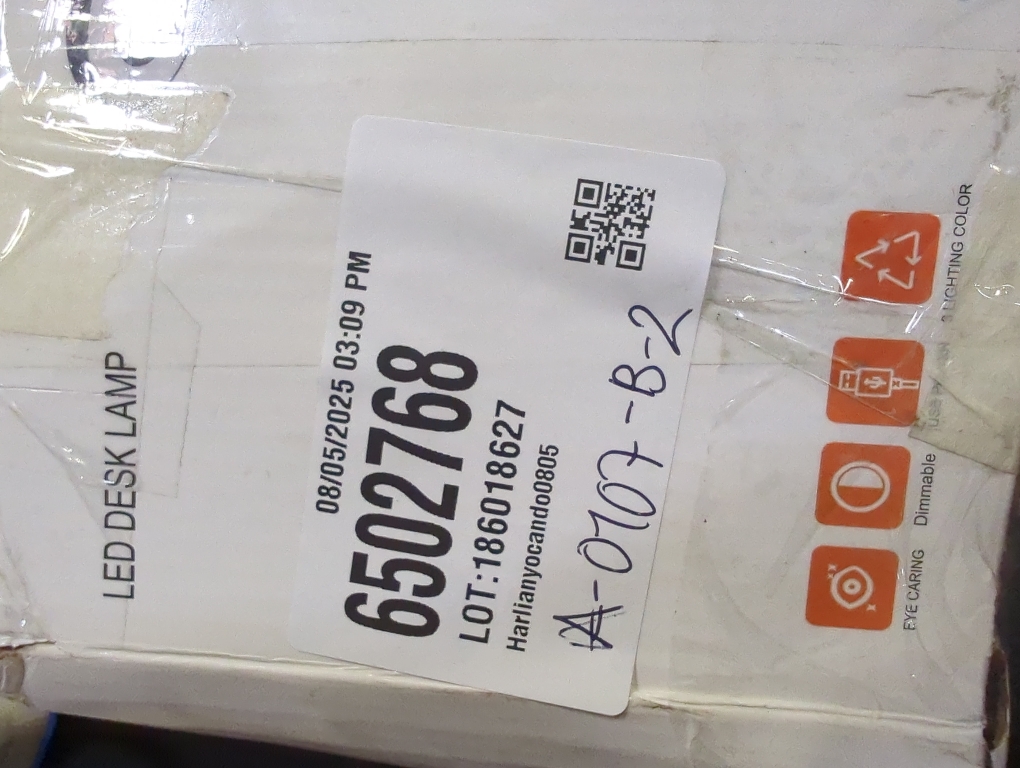 LED DESK LAMP
08/05/2025 03:09 PM
6502768
LOT:186018627
Harlianyocando0805
A-0107-B-2
EYE CARING
Dimmable
USB
LIGHTING COLOR